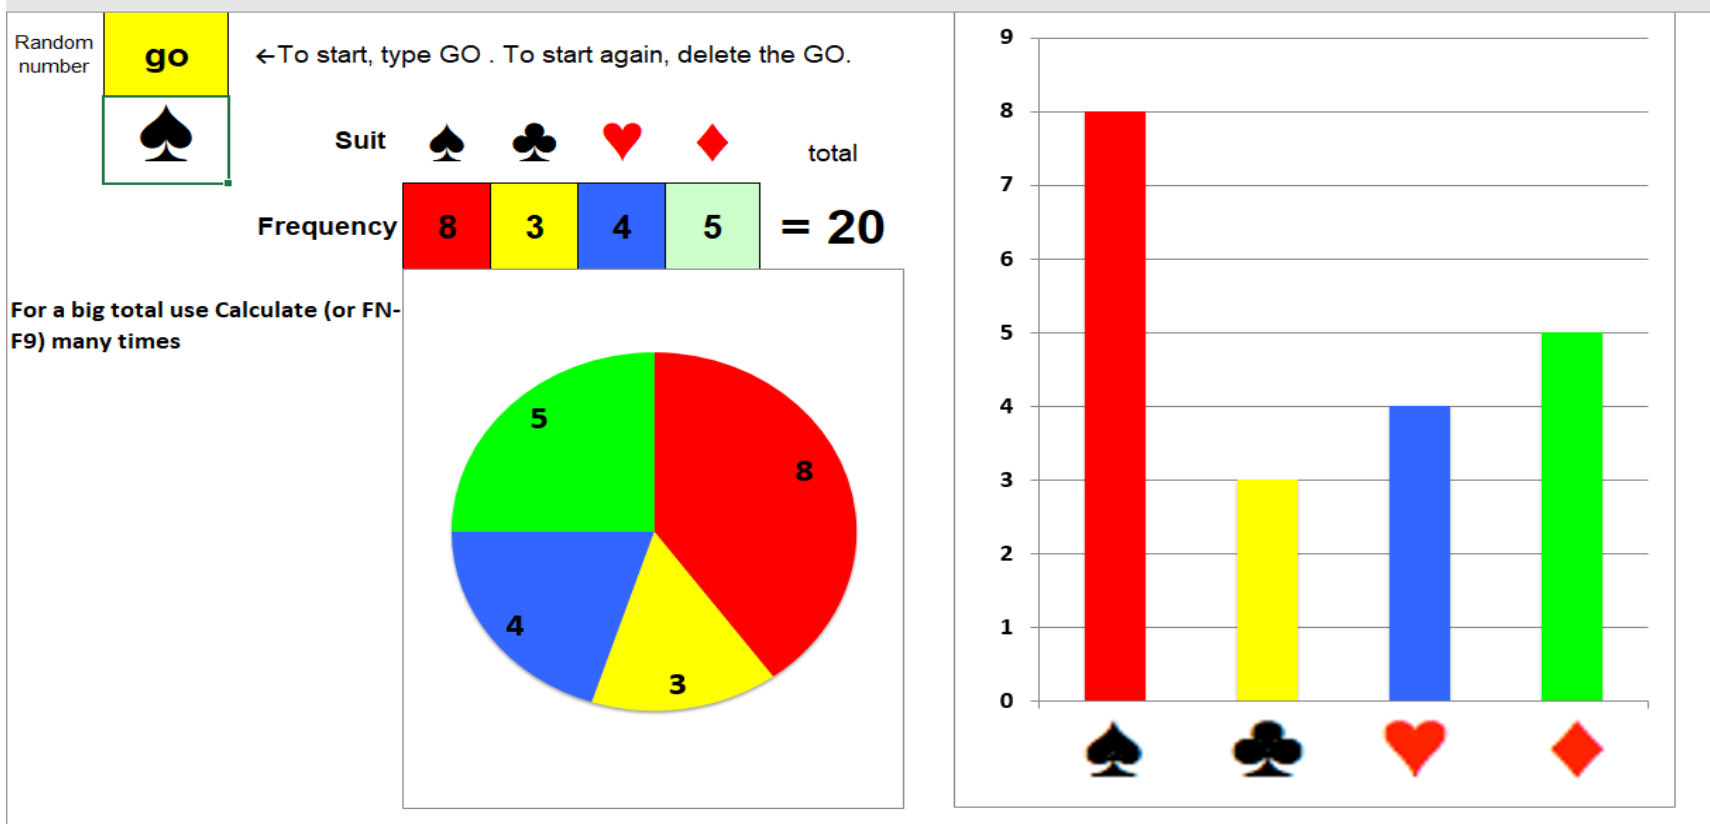 Random
number
go
←To start, type GO . To start again, delete the GO.
♠
Suit ♠ ♣ ♥ ♦ total
Frequency 8 3 4 5 = 20
For a big total use Calculate (or FN-
F9) many times
5
8
4
3
9
8
7
6
5
4
3
2
1
0
♠ ♣ ♥ ♦